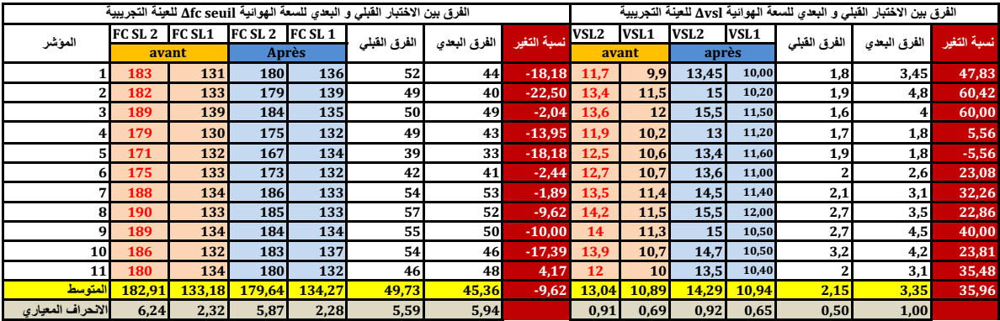 الفرق بين الاختبار القبلي و البعدي للسعة الهوائية Δfc seuil للعينة التجريبية الفرق بين الاختبار القبلي و البعدي للسعة الهوائية Δvsl للعينة التجريبية
المؤشر FC SL 2 FC SL1 FC SL 2 FC SL 1 الفرق القبلي الفرق البعدي نسبة التغير VSL2 VSL1 VSL2 VSL1 الفرق القبلي الفرق البعدي نسبة التغير
avant Après avant après
1 183 131 180 136 52 44 -18,18 11,7 9,9 13,45 10,00 1,8 3,45 47,83
2 182 133 179 139 49 40 -22,50 13,4 11,5 15 10,20 1,9 4,8 60,42
3 189 139 184 135 50 49 -2,04 13,6 12 15,5 11,50 1,6 4 60,00
4 179 130 175 132 49 43 -13,95 11,9 10,2 13 11,20 1,7 1,8 5,56
5 171 132 167 134 39 33 -18,18 12,5 10,6 13,4 11,60 1,9 1,8 -5,56
6 175 133 173 132 42 41 -2,44 12,7 10,7 13,6 11,00 2 2,6 23,08
7 188 134 186 133 54 53 -1,89 13,5 11,4 14,5 11,40 2,1 3,1 32,26
8 190 133 185 133 57 52 -9,62 14,2 11,5 15,5 12,00 2,7 3,5 22,86
9 189 134 184 134 55 50 -10,00 14 11,3 15 10,50 2,7 4,5 40,00
10 186 132 183 137 54 46 -17,39 13,9 10,7 14,7 10,50 3,2 4,2 23,81
11 180 134 180 132 46 48 4,17 12 10 13,5 10,40 2 3,1 35,48
المتوسط 182,91 133,18 179,64 134,27 49,73 45,36 -9,62 13,04 10,89 14,29 10,94 2,15 3,35 35,96
الانحراف المعياري 6,24 2,32 5,87 2,28 5,59 5,94 0,91 0,69 0,92 0,65 0,50 1,00